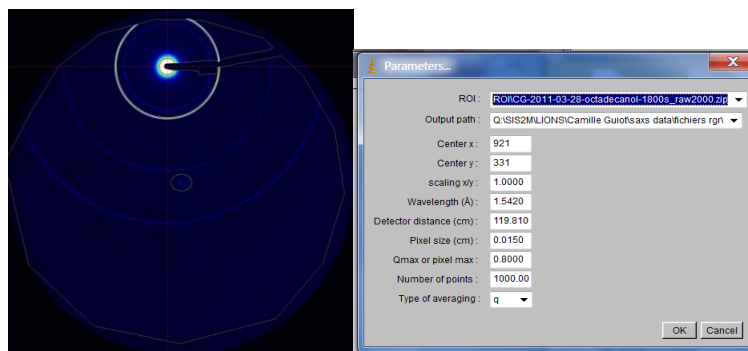 Parameters...
ROI : ROI\CG-2011-03-28-octadecanol-1800s_raw2000.zip
Output path : Q:\SIS2M\LIONS\Camille Guiot\saxs data\fichiers rgr\
Center x : 921
Center y : 331
scaling x/y : 1.0000
Wavelength (Å) : 1.5420
Detector distance (cm) : 119.810
Pixel size (cm) : 0.0150
Qmax or pixel max : 0.8000
Number of points : 1000.00
Type of averaging : q
OK Cancel